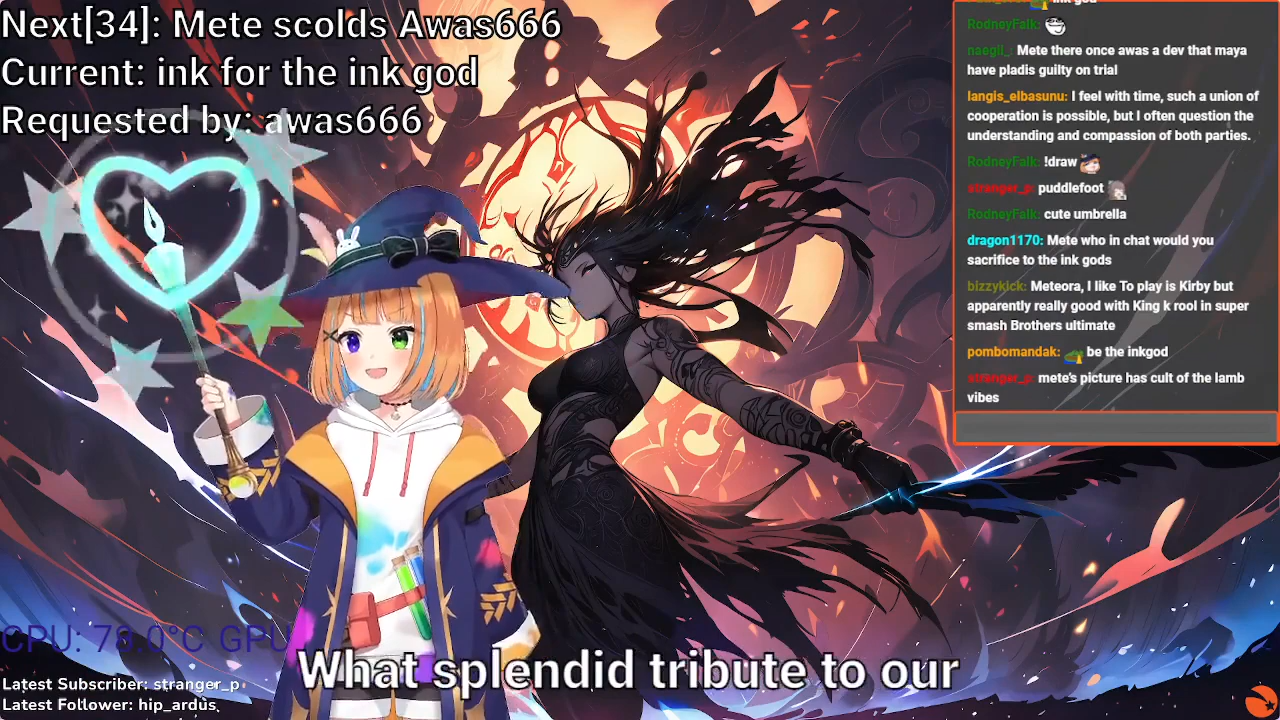 Next[34]: Mete scolds Awas666
Current: ink for the ink god
Requested by: awas666
ink god
RodneyFalk:
naegii_: Mete there once awas a dev that maya
have pladis guilty on trial
langis_elbasunu: I feel with time, such a union of
cooperation is possible, but I often question the
understanding and compassion of both parties.
RodneyFalk: !draw
stranger_p: puddlefoot
RodneyFalk: cute umbrella
dragon1170: Mete who in chat would you
sacrifice to the ink gods
bizzykick: Meteora, I like To play is Kirby but
apparently really good with King k rool in super
smash Brothers ultimate
pombomandak: be the inkgod
stranger_p: mete's picture has cult of the lamb
vibes
CPU: 78.0°C GPU
What splendid tribute to our
Latest Subscriber: stranger_p
Latest Follower: hip_ardus